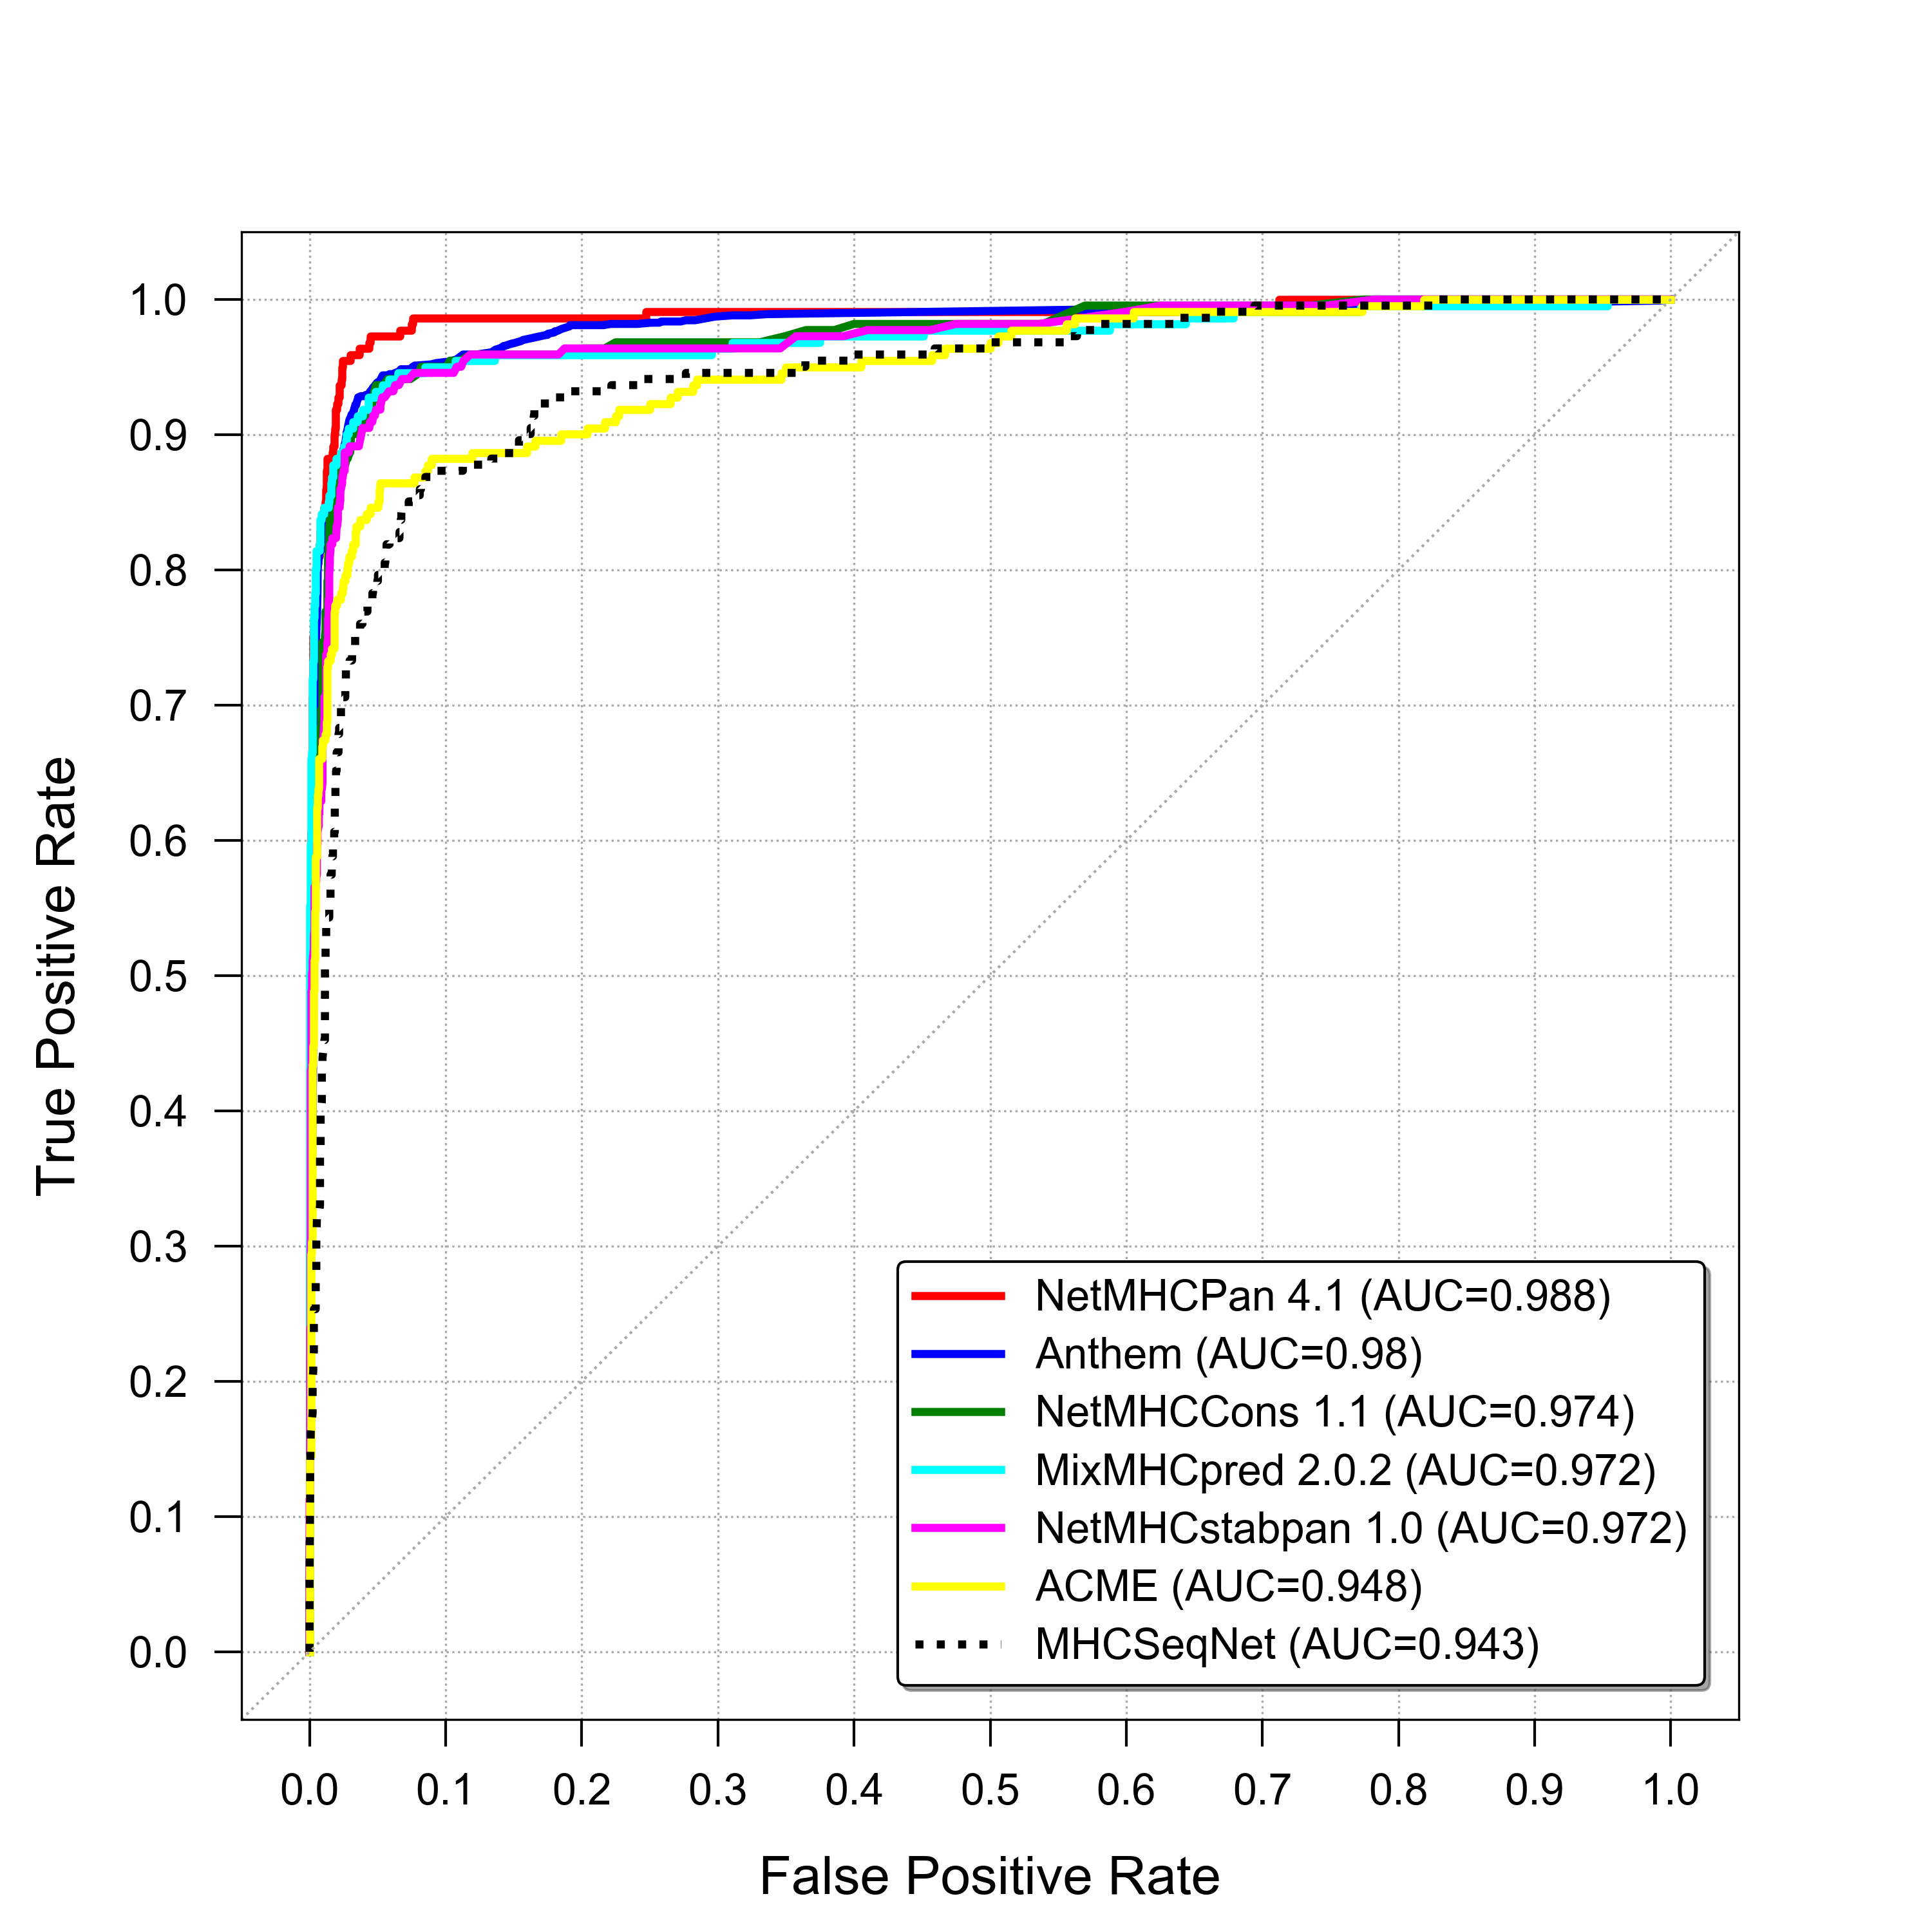 1.0
0.9
0.8
0.7
0.6
0.5
0.4
0.3
0.2
0.1
0.0
True Positive Rate
NetMHCPan 4.1 (AUC=0.988)
Anthem (AUC=0.98)
NetMHCCons 1.1 (AUC=0.974)
MixMHCpred 2.0.2 (AUC=0.972)
NetMHCstabpan 1.0 (AUC=0.972)
ACME (AUC=0.948)
MHCSeqNet (AUC=0.943)
0.0 0.1 0.2 0.3 0.4 0.5 0.6 0.7 0.8 0.9 1.0
False Positive Rate